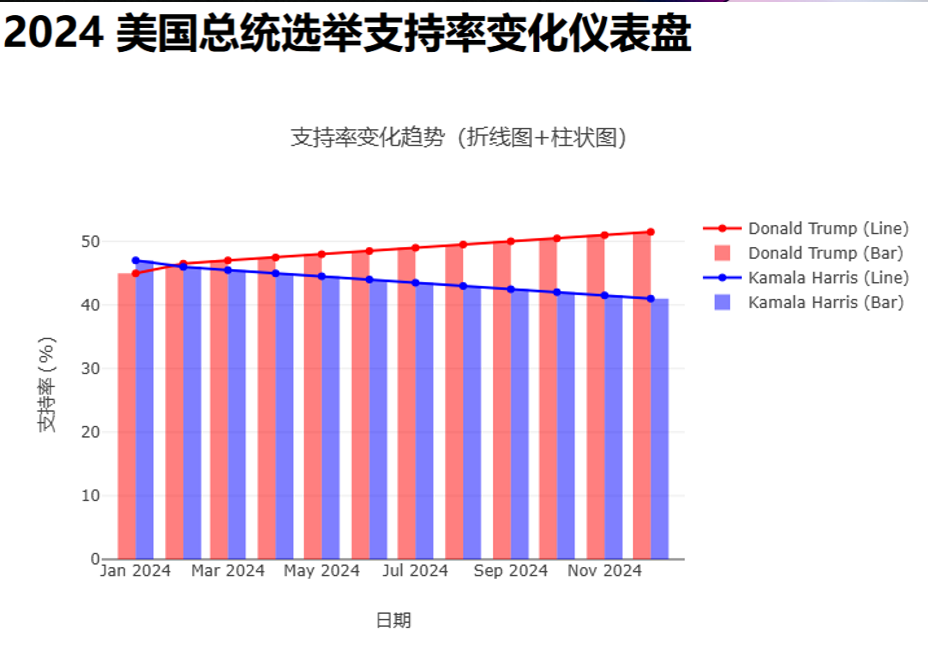 2024 美国总统选举支持率变化仪表盘
支持率变化趋势（折线图+柱状图）
Donald Trump (Line)
Donald Trump (Bar)
Kamala Harris (Line)
Kamala Harris (Bar)
支持率 (%)
50
40
30
20
10
0
Jan 2024 Mar 2024 May 2024 Jul 2024 Sep 2024 Nov 2024
日期